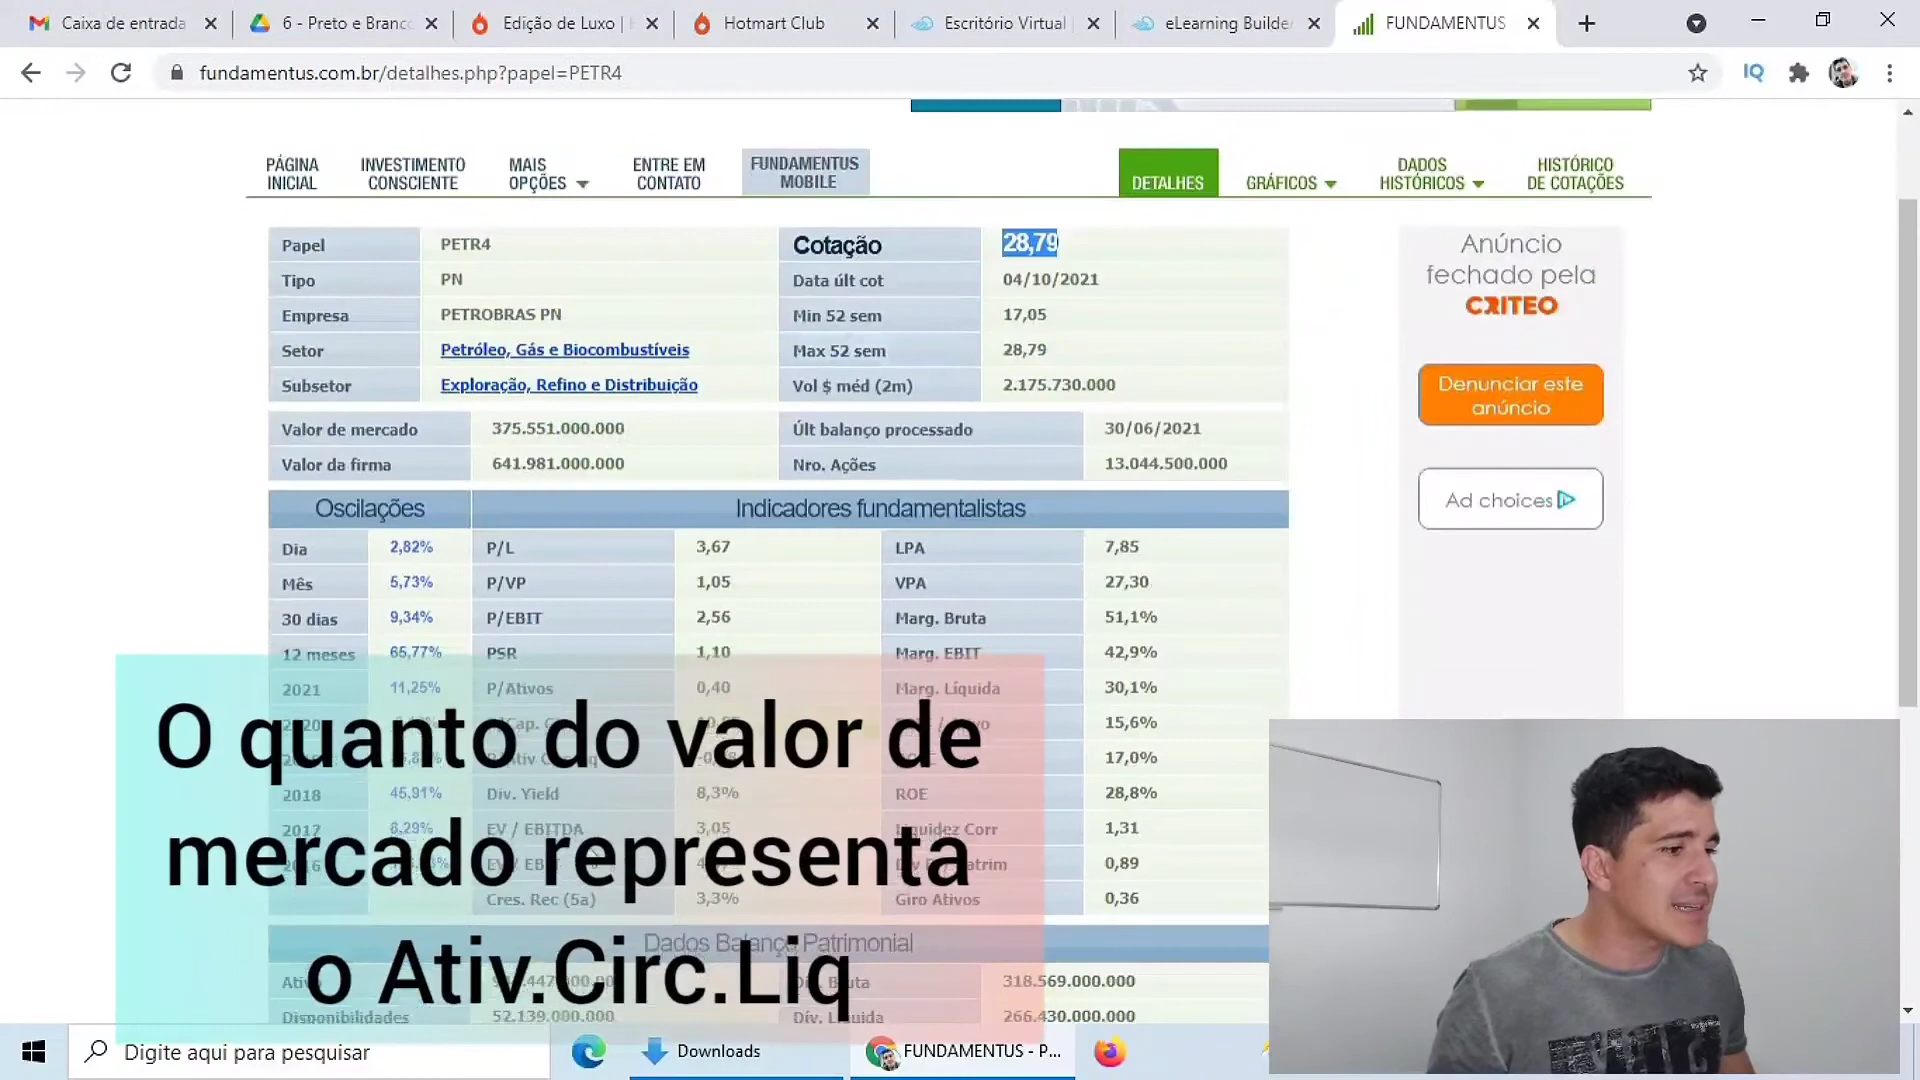 Caixa de entrada
6 - Preto e Branc
Edição de Luxo |
Hotmart Club
Escritório Virtual
eLearning Builder
FUNDAMENTUS
fundamentus.com.br/detalhes.php?papel=PETR4
IQ
PÁGINA INICIAL
INVESTIMENTO CONSCIENTE
MAIS OPÇÕES
ENTRE EM CONTATO
FUNDAMENTUS MOBILE
DETALHES
GRÁFICOS
DADOS HISTÓRICOS
HISTÓRICO DE COTAÇÕES
Papel PETR4 Cotação 28,79
Tipo PN Data últ cot 04/10/2021
Empresa PETROBRAS PN Min 52 sem 17,05
Setor Petróleo, Gás e Biocombustíveis Max 52 sem 28,79
Subsetor Exploração, Refino e Distribuição Vol $ méd (2m) 2.175.730.000
Valor de mercado 375.551.000.000 Últ balanço processado 30/06/2021
Valor da firma 641.981.000.000 Nro. Ações 13.044.500.000
Oscilações Indicadores fundamentalistas
Dia 2,82% P/L 3,67 LPA 7,85
Mês 5,73% P/VP 1,05 VPA 27,30
30 dias 9,34% P/EBIT 2,56 Marg. Bruta 51,1%
12 meses 65,77% PSR 1,10 Marg. EBIT 42,9%
2021 11,25% P/Ativos 0,40 Marg. Líquida 30,1%
15,6%
17,0%
2018 45,91% Div. Yield 8,3% ROE 28,8%
2017 8,29% EV / EBITDA 3,05 Liquidez Corr 1,31
0,89
Cres. Rec (5a) 3,3% Giro Ativos 0,36
Dados Balanço Patrimonial
318.569.000.000
Disponibilidades 52.139.000.000 Dív. Líquida 266.430.000.000
O quanto do valor de
mercado representa
o Ativ.Circ.Liq
Anúncio
fechado pela
CRITEO
Denunciar este
anúncio
Ad choices
Digite aqui para pesquisar
Downloads
FUNDAMENTUS - P...